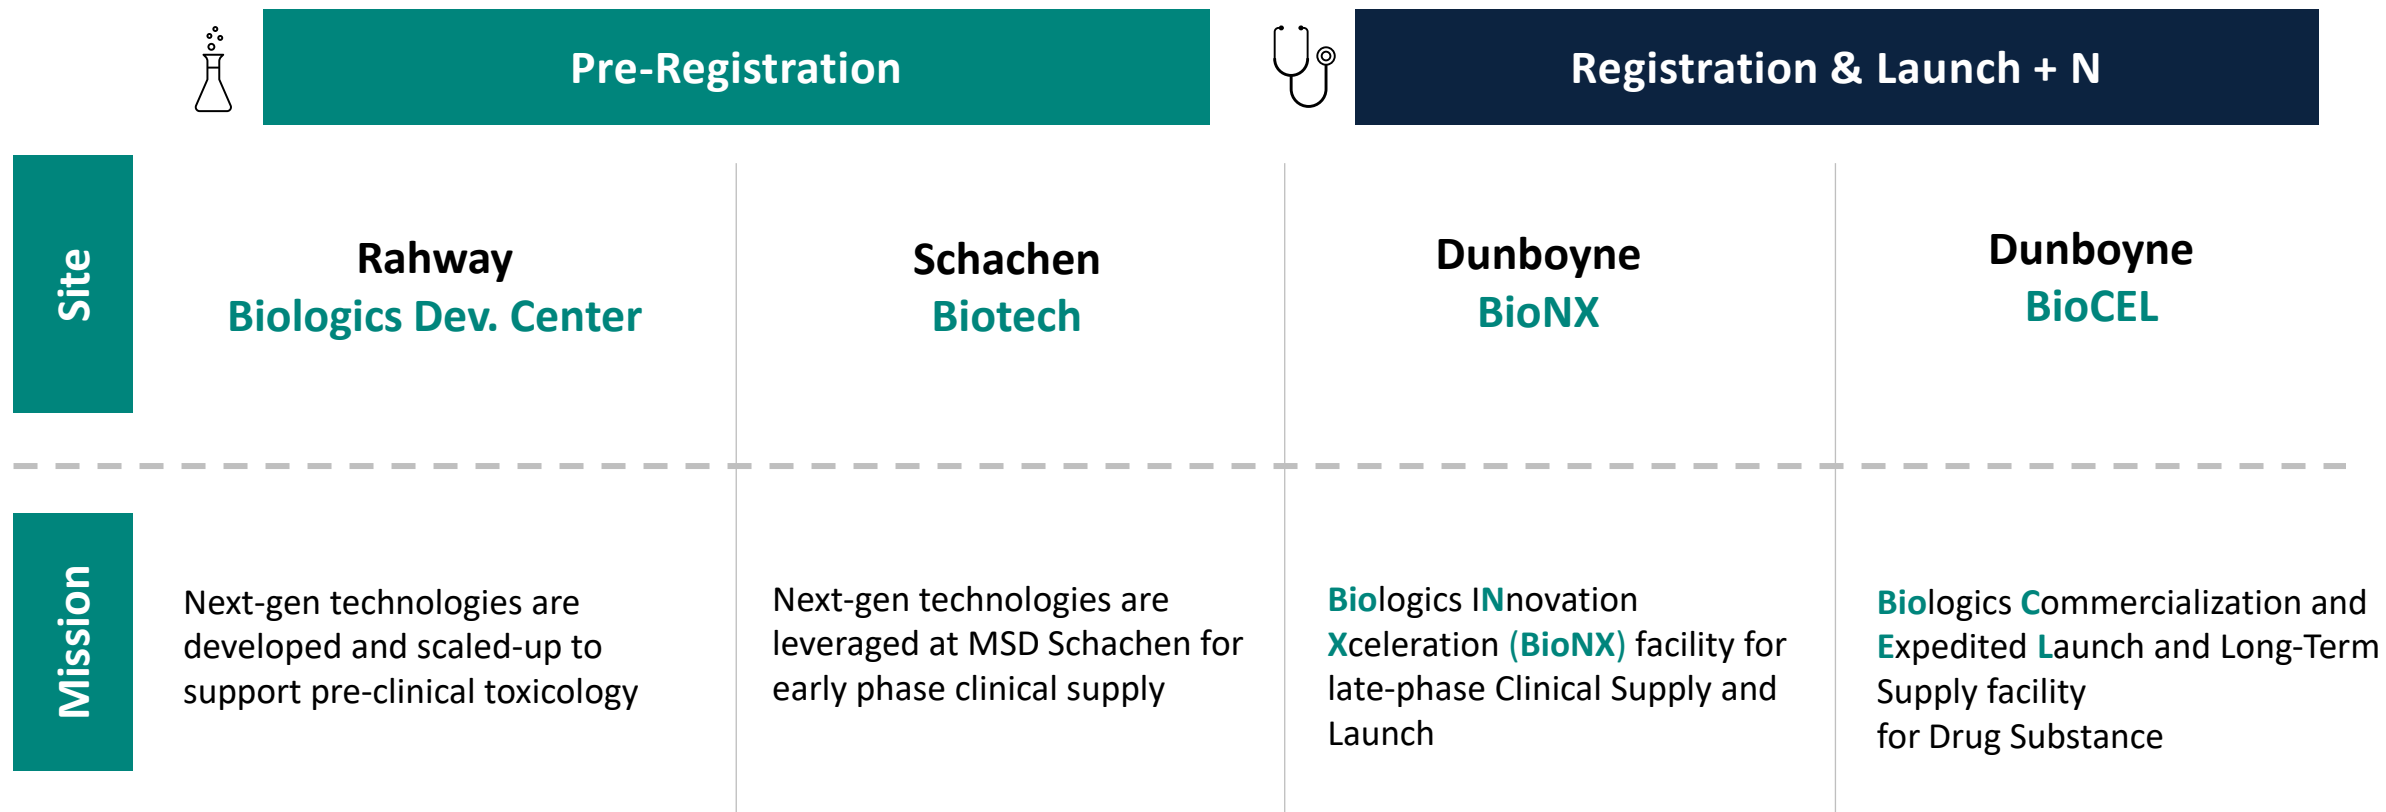 Pre-Registration
Registration & Launch + N
Site
Rahway
Biologics Dev. Center
Schachen
Biotech
Dunboyne
BioNX
Dunboyne
BioCEL
Mission
Next-gen technologies are
developed and scaled-up to
support pre-clinical toxicology
Next-gen technologies are
leveraged at MSD Schachen for
early phase clinical supply
Biologics INnovation
Xceleration (BioNX) facility for
late-phase Clinical Supply and
Launch
Biologics Commercialization and
Expedited Launch and Long-Term
Supply facility
for Drug Substance